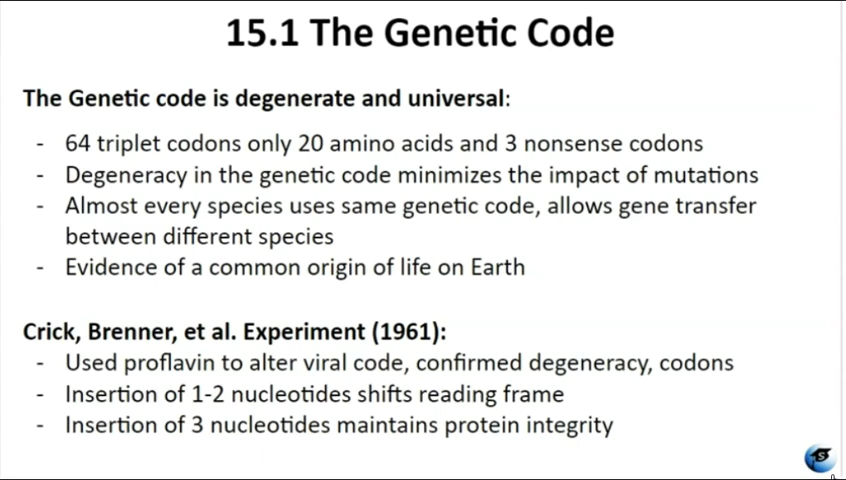 15.1 The Genetic Code
The Genetic code is degenerate and universal:
- 64 triplet codons only 20 amino acids and 3 nonsense codons
- Degeneracy in the genetic code minimizes the impact of mutations
- Almost every species uses same genetic code, allows gene transfer
between different species
- Evidence of a common origin of life on Earth
Crick, Brenner, et al. Experiment (1961):
- Used proflavin to alter viral code, confirmed degeneracy, codons
- Insertion of 1-2 nucleotides shifts reading frame
- Insertion of 3 nucleotides maintains protein integrity
S